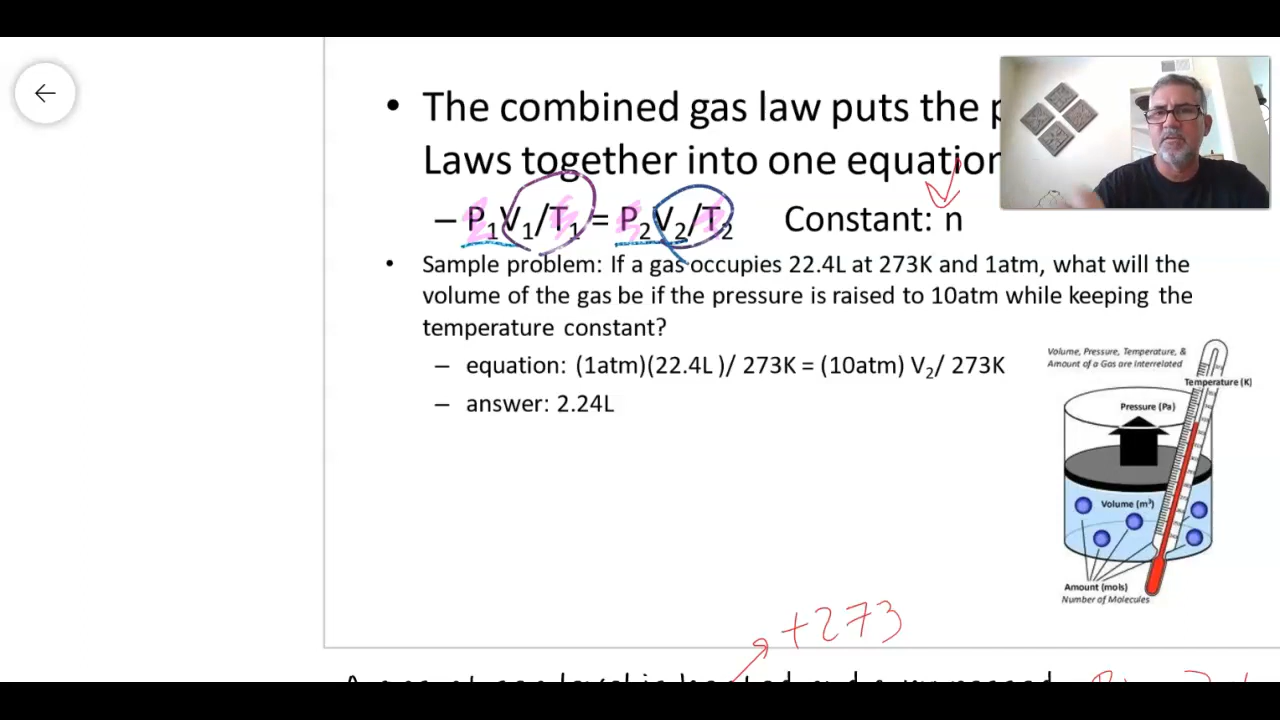 • The combined gas law puts the
Laws together into one equation
– P₁V₁/T₁ = P₂V₂/T₂ Constant: n
• Sample problem: If a gas occupies 22.4L at 273K and 1atm, what will the
volume of the gas be if the pressure is raised to 10atm while keeping the
temperature constant?
– equation: (1atm)(22.4L )/ 273K = (10atm) V₂/ 273K
– answer: 2.24L
Volume, Pressure, Temperature, &
Amount of a Gas are Interrelated
Temperature (K)
Pressure (Pa)
Volume (m³)
Amount (mols)
Number of Molecules
+273